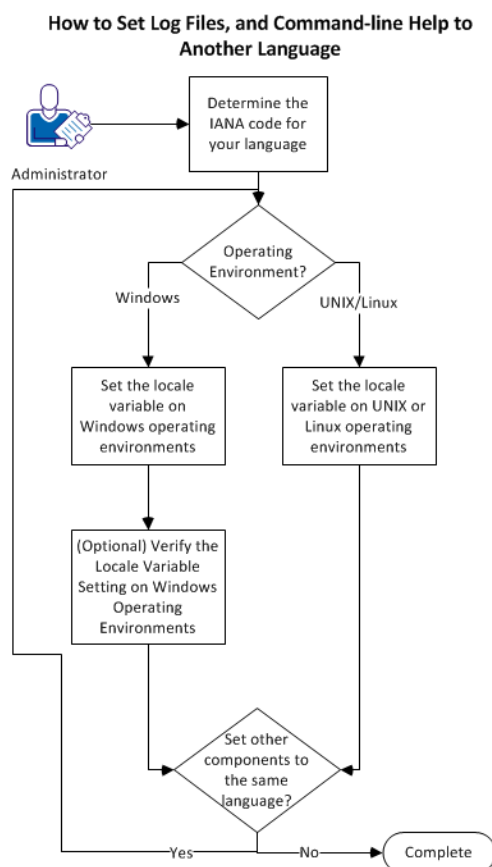 How to Set Log Files, and Command-line Help to
Another Language
Determine the
IANA code for
your language
Administrator
Operating
Environment?
Windows
UNIX/Linux
Set the locale
variable on
Windows operating
environments
Set the locale
variable on UNIX or
Linux operating
environments
(Optional) Verify the
Locale Variable
Setting on Windows
Operating
Environments
Set other
components to
the same
language?
Yes
No
Complete